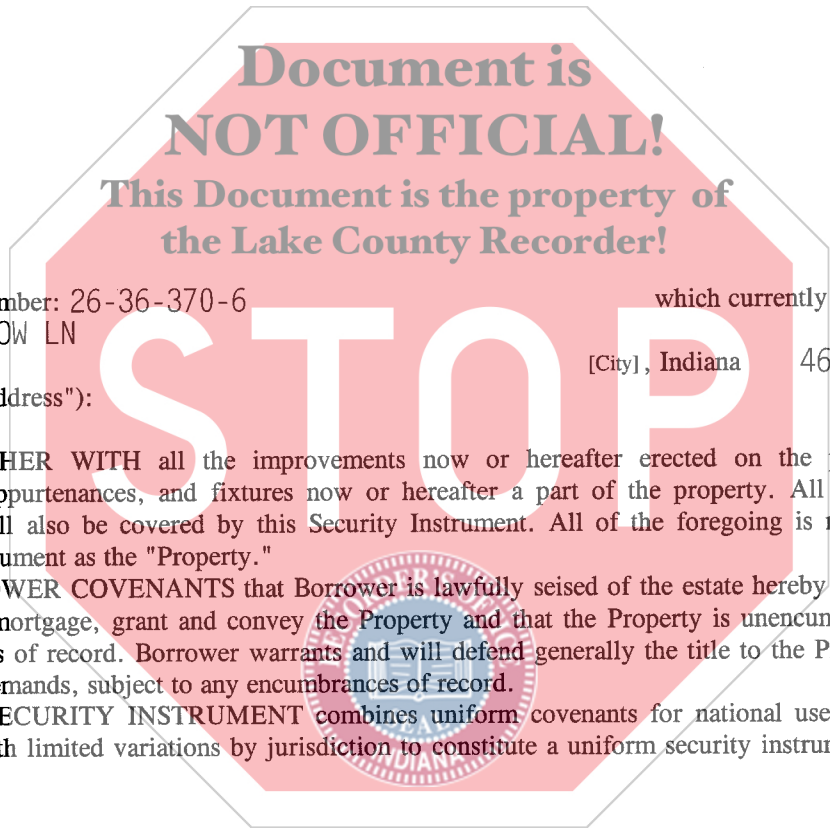 Document is
NOT OFFICIAL!
This Document is the property of
the Lake County Recorder!
mber: 26-36-370-6 which currently
OW LN
[City], Indiana 46
ddress"):
STOP
HER WITH all the improvements now or hereafter erected on the
ppurtenances, and fixtures now or hereafter a part of the property. All
ll also be covered by this Security Instrument. All of the foregoing is
ument as the "Property."
WER COVENANTS that Borrower is lawfully seised of the estate hereby
mortgage, grant and convey the Property and that the Property is unencum
s of record. Borrower warrants and will defend generally the title to the P
mands, subject to any encumbrances of record.
ECURITY INSTRUMENT combines uniform covenants for national use
th limited variations by jurisdiction to constitute a uniform security instrum
RECORDER'S OFFICE
SEAL
INDIANA